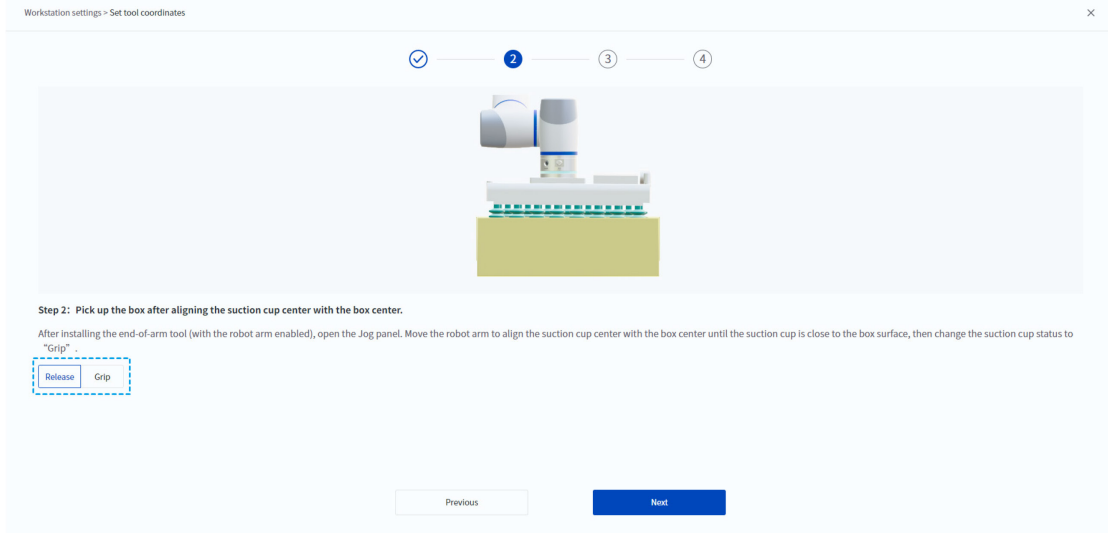 Workstation settings > Set tool coordinates
2
3
4
Step 2: Pick up the box after aligning the suction cup center with the box center.
After installing the end-of-arm tool (with the robot arm enabled), open the Jog panel. Move the robot arm to align the suction cup center with the box center until the suction cup is close to the box surface, then change the suction cup status to
“Grip” .
Release Grip
Previous Next